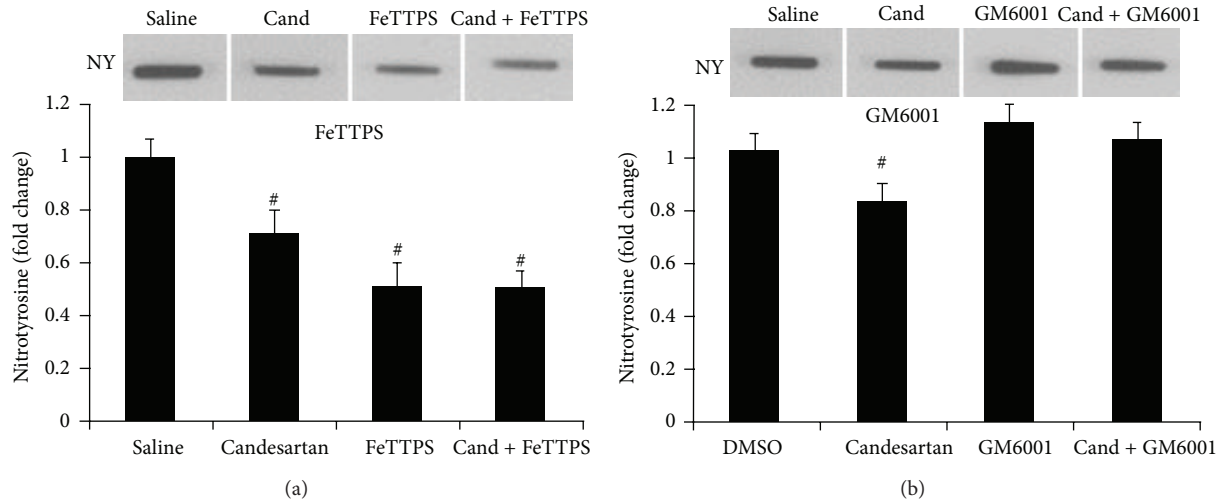 Saline Cand FeTTPS Cand + FeTTPS
NY
FeTTPS
Nitrotyrosine (fold change)
1.2
1
0.8
0.6
0.4
0.2
0
#
#
#
Saline Candesartan FeTTPS Cand + FeTTPS
(a)
Saline Cand GM6001 Cand + GM6001
NY
GM6001
Nitrotyrosine (fold change)
1.2
1
0.8
0.6
0.4
0.2
0
#
DMSO Candesartan GM6001 Cand + GM6001
(b)